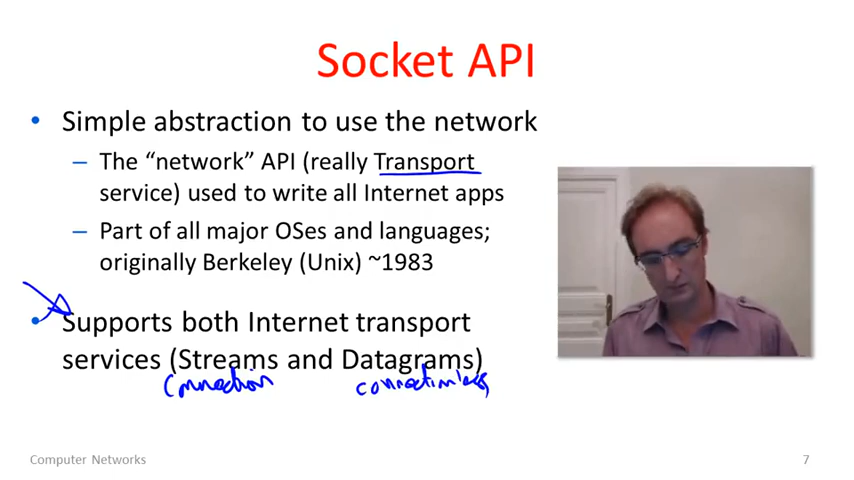 Socket API
• Simple abstraction to use the network
– The “network” API (really Transport
service) used to write all Internet apps
– Part of all major OSes and languages;
originally Berkeley (Unix) ~1983
• Supports both Internet transport
services (Streams and Datagrams)
Connection connectionless
Computer Networks 7